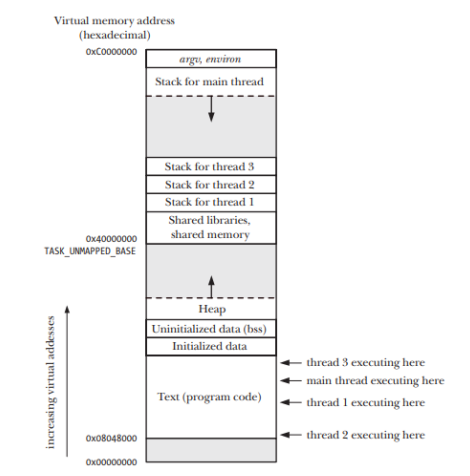 Virtual memory address
(hexadecimal)
0xC0000000
argv, environ
Stack for main thread
Stack for thread 3
Stack for thread 2
Stack for thread 1
Shared libraries,
shared memory
0x40000000
TASK_UNMAPPED_BASE
Heap
Uninitialized data (bss)
Initialized data
thread 3 executing here
main thread executing here
Text (program code)
thread 1 executing here
thread 2 executing here
0x08048000
0x00000000
increasing virtual addesses